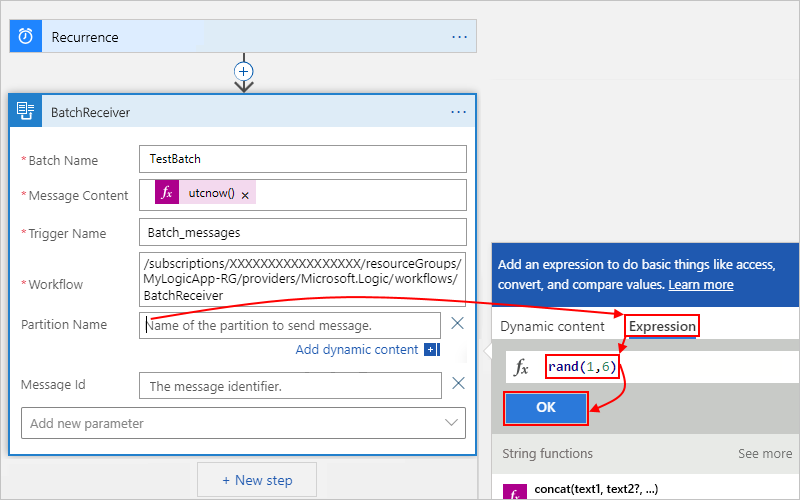 Recurrence
...
BatchReceiver
...
* Batch Name
TestBatch
* Message Content
fx utcnow() x
* Trigger Name
Batch_messages
* Workflow
/subscriptions/XXXXXXXXXXXXXXXXX/resourceGroups/
MyLogicApp-RG/providers/Microsoft.Logic/workflows/
BatchReceiver
Partition Name
Name of the partition to send message.
Add dynamic content
Message Id
The message identifier.
Add new parameter
+ New step
Add an expression to do basic things like access,
convert, and compare values. Learn more
Dynamic content
Expression
fx rand(1,6)
OK
String functions
See more
fx concat(text1, text2?, ...)